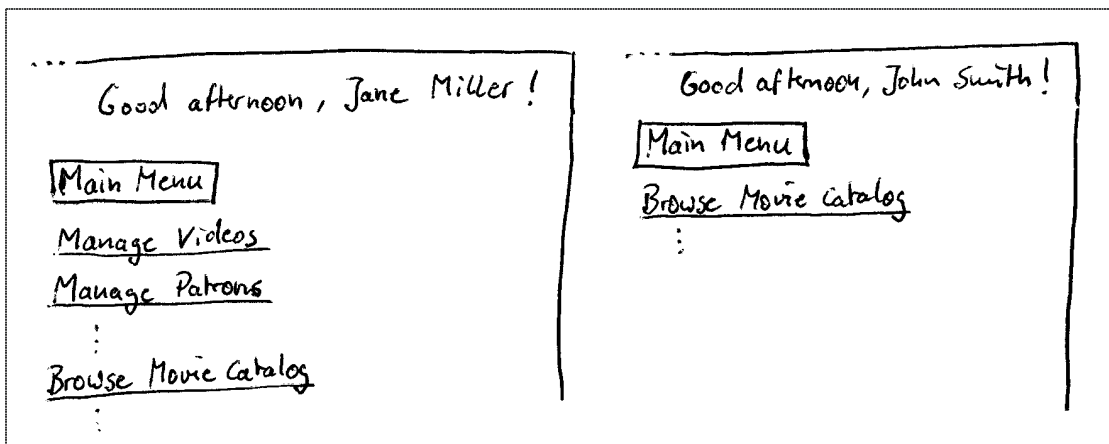 Good afternoon, Jane Miller!
Main Menu
Manage Videos
Manage Patrons
Browse Movie Catalog
Good afternoon, John Smith!
Main Menu
Browse Movie Catalog